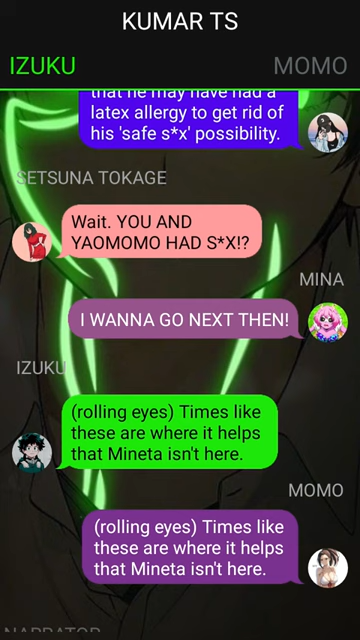 KUMAR TS
IZUKU
MOMO
that he may have had a
latex allergy to get rid of
his 'safe s*x' possibility.
SETSUNA TOKAGE
Wait. YOU AND
YAOMOMO HAD S*X!?
MINA
I WANNA GO NEXT THEN!
IZUKU
(rolling eyes) Times like
these are where it helps
that Mineta isn't here.
MOMO
(rolling eyes) Times like
these are where it helps
that Mineta isn't here.
NARRATOR